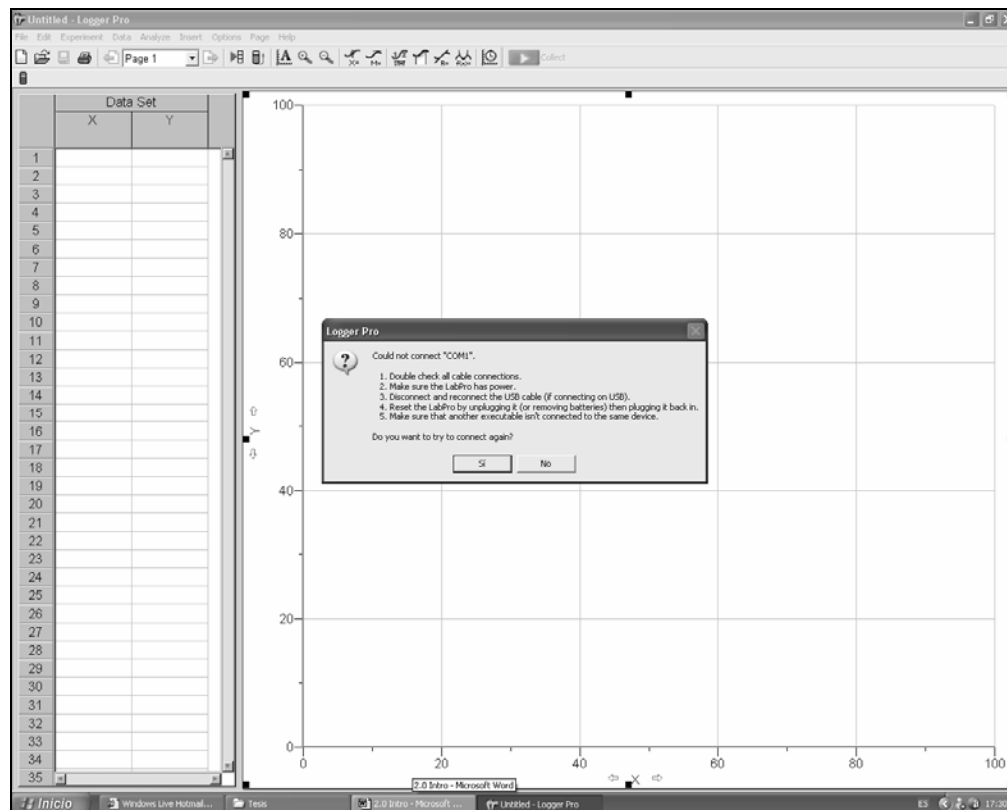 Untitled - Logger Pro
File Edit Experiment Data Analyze Insert Options Page Help
Page 1
Collect
Data Set
X Y
1
2
3
4
5
6
7
8
9
10
11
12
13
14
15
16
17
18
19
20
21
22
23
24
25
26
27
28
29
30
31
32
33
34
35
100
80
60
40
20
0
Y
0 20 40 60 80 100
X
Logger Pro
Could not connect "COM1".
1. Double check all cable connections.
2. Make sure the LabPro has power.
3. Disconnect and reconnect the USB cable (if connecting on USB).
4. Reset the LabPro by unplugging it (or removing batteries) then plugging it back in.
5. Make sure that another executable isn't connected to the same device.
Do you want to try to connect again?
Sí No
2.0 Intro - Microsoft Word
Inicio Windows Live Hotmail... Tesis 2.0 Intro - Microsoft ... Untitled - Logger Pro ES